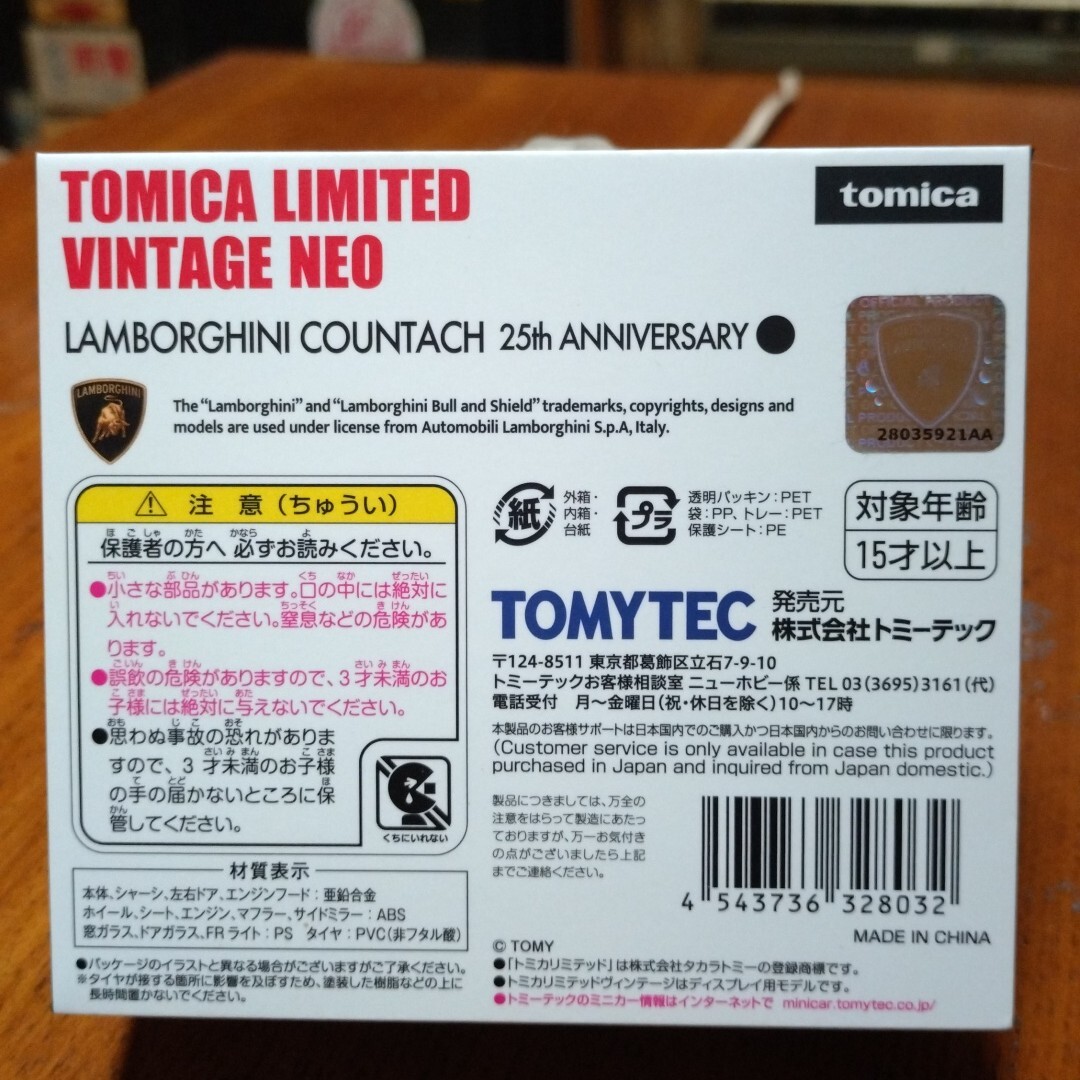 TOMICA LIMITED
VINTAGE NEO
tomica
LAMBORGHINI COUNTACH 25th ANNIVERSARY ●
LAMBORGHINI
The “Lamborghini” and “Lamborghini Bull and Shield” trademarks, copyrights, designs and
models are used under license from Automobili Lamborghini S.p.A, Italy.
28035921AA
注 意（ちゅうい）
保護者の方へ 必ずお読みください。
●小さな部品があります。口の中には絶対に
入れないでください。窒息などの危険があ
ります。
●誤飲の危険がありますので、3才未満のお
子様には絶対に与えないでください。
●思わぬ事故の恐れがありま
すので、3才未満のお子様
の手の届かないところに保
管してください。
くちにいれない
材質表示
本体、シャーシ、左右ドア、エンジンフード：亜鉛合金
ホイール、シート、エンジン、マフラー、サイドミラー：ABS
窓ガラス、ドアガラス、FRライト：PS タイヤ：PVC(非フタル酸)
●パッケージのイラストと異なる場合がございますがご了承ください。
※タイヤが接する箇所に影響を及ぼすため、塗装した樹脂などの上に
長時間置かないでください。
紙
外箱・
内箱・
台紙
プラ
透明パッキン：PET
袋：PP、トレー：PET
保護シート：PE
対象年齢
15才以上
TOMYTEC 発売元
株式会社トミーテック
〒124-8511 東京都葛飾区立石7-9-10
トミーテックお客様相談室 ニューホビー係 TEL 03(3695)3161(代)
電話受付 月〜金曜日(祝・休日を除く)10〜17時
本製品のお客様サポートは日本国内でのご購入かつ日本国内からのお問い合わせに限ります。
(Customer service is only available in case this product
purchased in Japan and inquired from Japan domestic.)
製品につきましては、万全の
注意をはらって製造にあたっ
ておりますが、万一お気付き
の点がございましたら上記
までご連絡ください。
4 543736 328032
MADE IN CHINA
© TOMY
●「トミカリミテッド」は株式会社タカラトミーの登録商標です。
●トミカリミテッドヴィンテージはディスプレイ用モデルです。
●トミーテックのミニカー情報はインターネットで minicar.tomytec.co.jp/